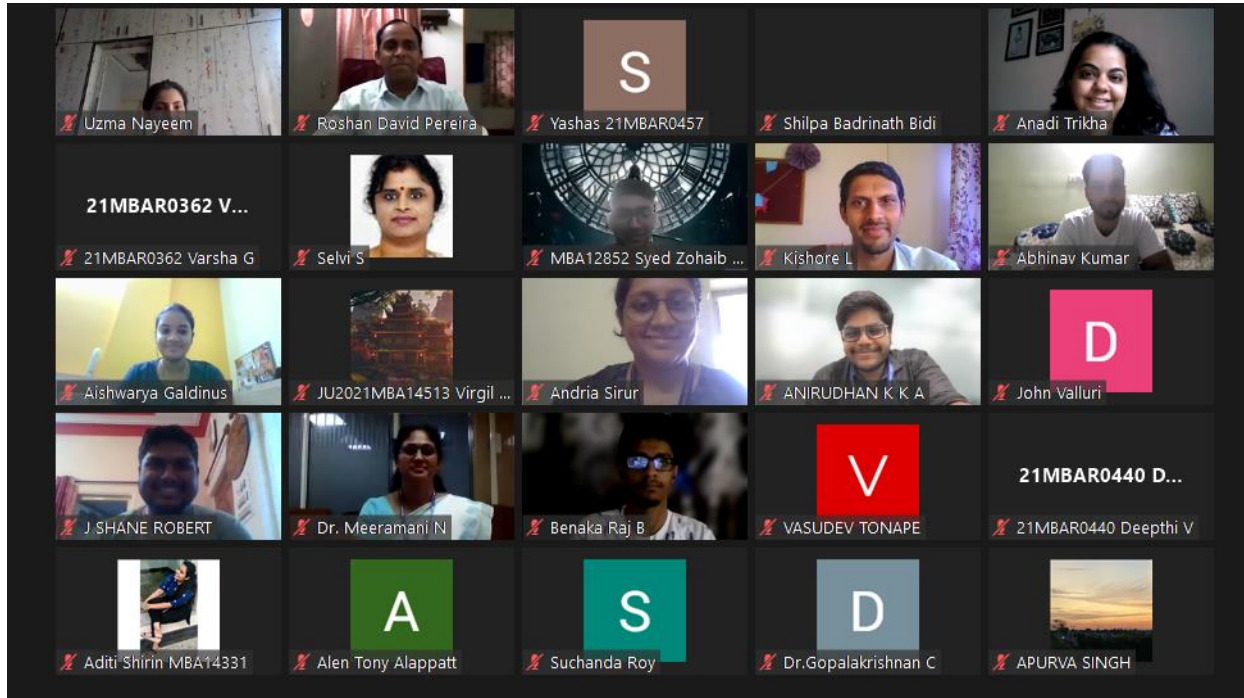 Uzma Nayeem
Roshan David Pereira
S
Yashas 21MBAR0457
Shilpa Badrinath Bidi
Anadi Trikha
21MBAR0362 V...
21MBAR0362 Varsha G
Selvi S
MBA12852 Syed Zohaib ...
Kishore L
Abhinav Kumar
Aishwarya Galdinus
JU2021MBA14513 Virgil ...
Andria Sirur
ANIRUDHAN K K A
D
John Valluri
J SHANE ROBERT
Dr. Meeramani N
Benaka Raj B
V
VASUDEV TONAPE
21MBAR0440 D...
21MBAR0440 Deepthi V
Aditi Shirin MBA14331
A
Alen Tony Alappatt
S
Suchanda Roy
D
Dr.Gopalakrishnan C
APURVA SINGH